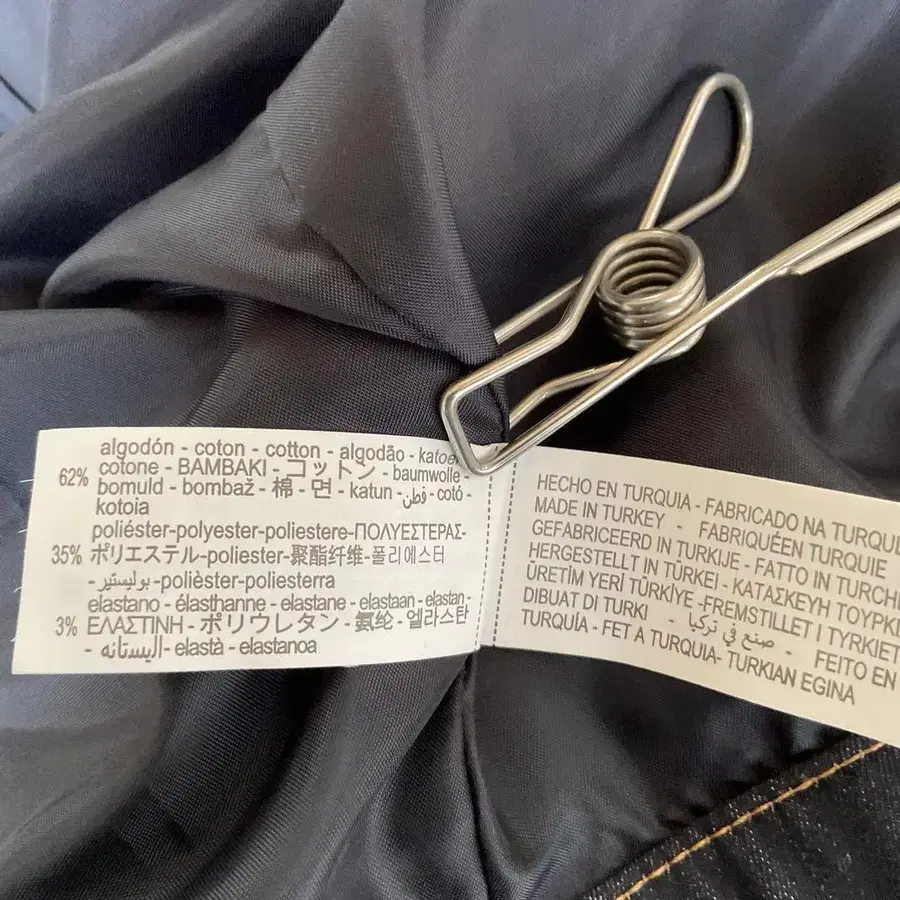 62%
algodón - coton - cotton - algodão - katoen
cotone - BAMBAKI - コットン - baumwolle -
bomuld - bombaž - 棉 - 면 - katun - قطن - cotó -
kotoia
35%
poliéster-polyester-poliestere-ΠΟΛΥΕΣΤΕΡΑΣ-
ポリエステル-poliester-聚酯纤维-폴리에스터
- بوليستير -polièster-poliesterra
3%
elastano - élasthanne - elastane - elastaan - elastan -
ΕΛΑΣΤΙΝΗ - ポリウレタン - 氨纶 - 엘라스탄
- اليستانه - elastà - elastanoa
HECHO EN TURQUIA - FABRICADO NA
MADE IN TURKEY - FABRIQUÉEN TURQUIE
GEFABRICEERD IN TURKIJE - FATTO IN
HERGESTELLT IN TÜRKEI - ΚΑΤΑΣΚΕΥΗ
ÜRETİM YERİ TÜRKİYE -FREMSTILLET I
DIBUAT DI TURKI - صنع في تركيا - FEITO EN
TURQUÍA - FET A TURQUIA- TURKIAN EGINA